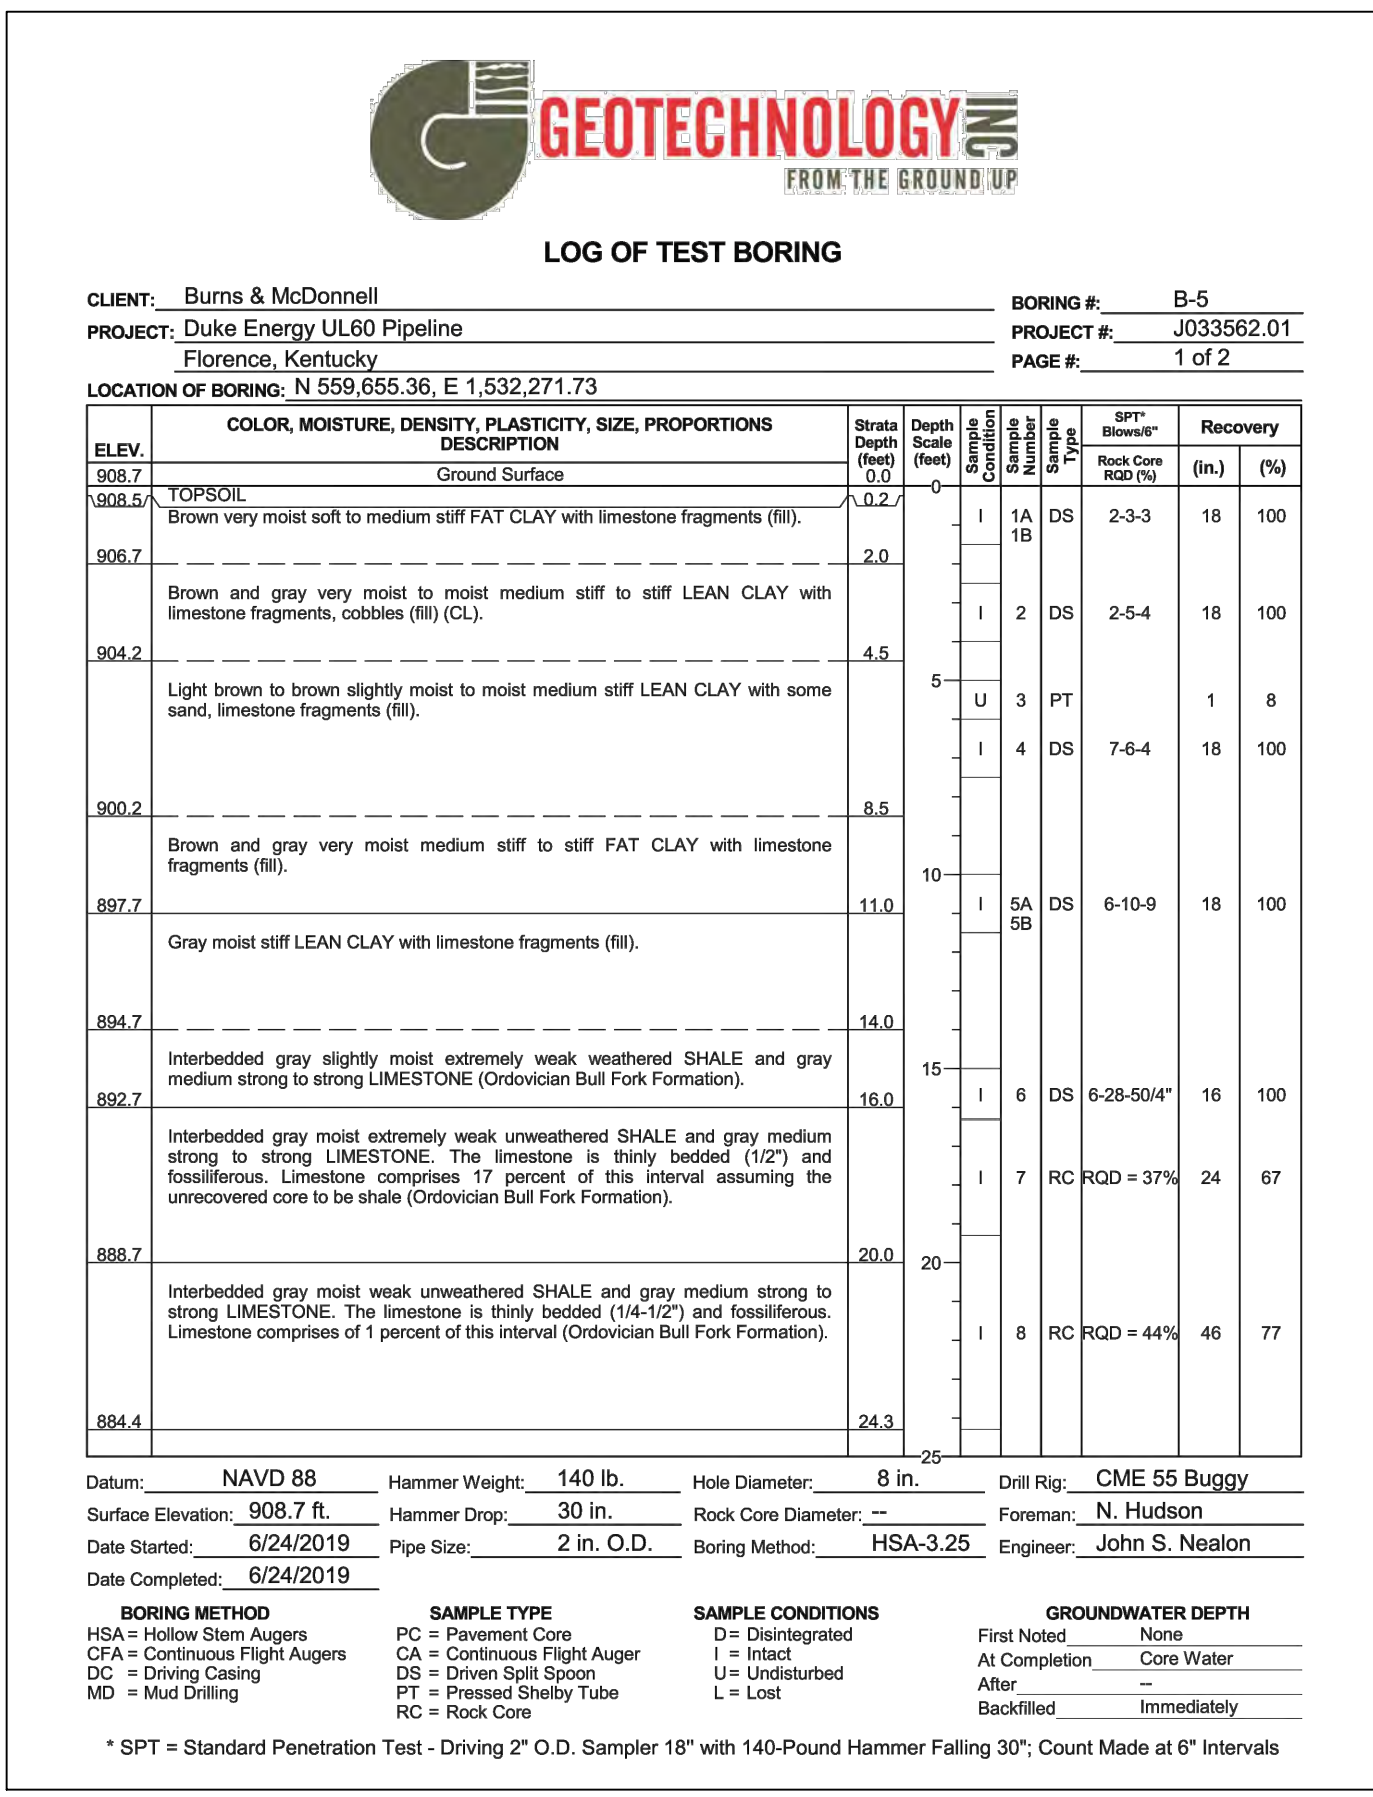 GEOTECHNOLOGY INC
FROM THE GROUND UP
LOG OF TEST BORING
CLIENT: Burns & McDonnell BORING #: B-5
PROJECT: Duke Energy UL60 Pipeline PROJECT #: J033562.01
Florence, Kentucky PAGE #: 1 of 2
LOCATION OF BORING: N 559,655.36, E 1,532,271.73
ELEV. COLOR, MOISTURE, DENSITY, PLASTICITY, SIZE, PROPORTIONS DESCRIPTION Strata Depth (feet) Depth Scale (feet) Sample Condition Sample Number Sample Type SPT* Blows/6" Rock Core RQD (%) Recovery (in.) (%)
908.7 Ground Surface 0.0
0
908.5 TOPSOIL 0.2
Brown very moist soft to medium stiff FAT CLAY with limestone fragments (fill). I 1A DS 2-3-3 18 100
1B
906.7 2.0
Brown and gray very moist to moist medium stiff to stiff LEAN CLAY with
limestone fragments, cobbles (fill) (CL). I 2 DS 2-5-4 18 100
904.2 4.5
5
Light brown to brown slightly moist to moist medium stiff LEAN CLAY with some
sand, limestone fragments (fill). U 3 PT 1 8
I 4 DS 7-6-4 18 100
900.2 8.5
Brown and gray very moist medium stiff to stiff FAT CLAY with limestone
fragments (fill).
10
897.7 11.0 I 5A DS 6-10-9 18 100
5B
Gray moist stiff LEAN CLAY with limestone fragments (fill).
894.7 14.0
Interbedded gray slightly moist extremely weak weathered SHALE and gray
15
medium strong to strong LIMESTONE (Ordovician Bull Fork Formation).
892.7 16.0 I 6 DS 6-28-50/4" 16 100
Interbedded gray moist extremely weak unweathered SHALE and gray medium
strong to strong LIMESTONE. The limestone is thinly bedded (1/2") and
fossiliferous. Limestone comprises 17 percent of this interval assuming the I 7 RC RQD = 37% 24 67
unrecovered core to be shale (Ordovician Bull Fork Formation).
888.7 20.0
20
Interbedded gray moist weak unweathered SHALE and gray medium strong to
strong LIMESTONE. The limestone is thinly bedded (1/4-1/2") and fossiliferous.
Limestone comprises of 1 percent of this interval (Ordovician Bull Fork Formation). I 8 RC RQD = 44% 46 77
884.4 24.3
25
Datum: NAVD 88 Hammer Weight: 140 lb. Hole Diameter: 8 in. Drill Rig: CME 55 Buggy
Surface Elevation: 908.7 ft. Hammer Drop: 30 in. Rock Core Diameter: -- Foreman: N. Hudson
Date Started: 6/24/2019 Pipe Size: 2 in. O.D. Boring Method: HSA-3.25 Engineer: John S. Nealon
Date Completed: 6/24/2019
BORING METHOD SAMPLE TYPE SAMPLE CONDITIONS GROUNDWATER DEPTH
HSA = Hollow Stem Augers PC = Pavement Core D = Disintegrated First Noted None
CFA = Continuous Flight Augers CA = Continuous Flight Auger I = Intact At Completion Core Water
DC = Driving Casing DS = Driven Split Spoon U = Undisturbed After --
MD = Mud Drilling PT = Pressed Shelby Tube L = Lost Backfilled Immediately
RC = Rock Core
* SPT = Standard Penetration Test - Driving 2" O.D. Sampler 18" with 140-Pound Hammer Falling 30"; Count Made at 6" Intervals